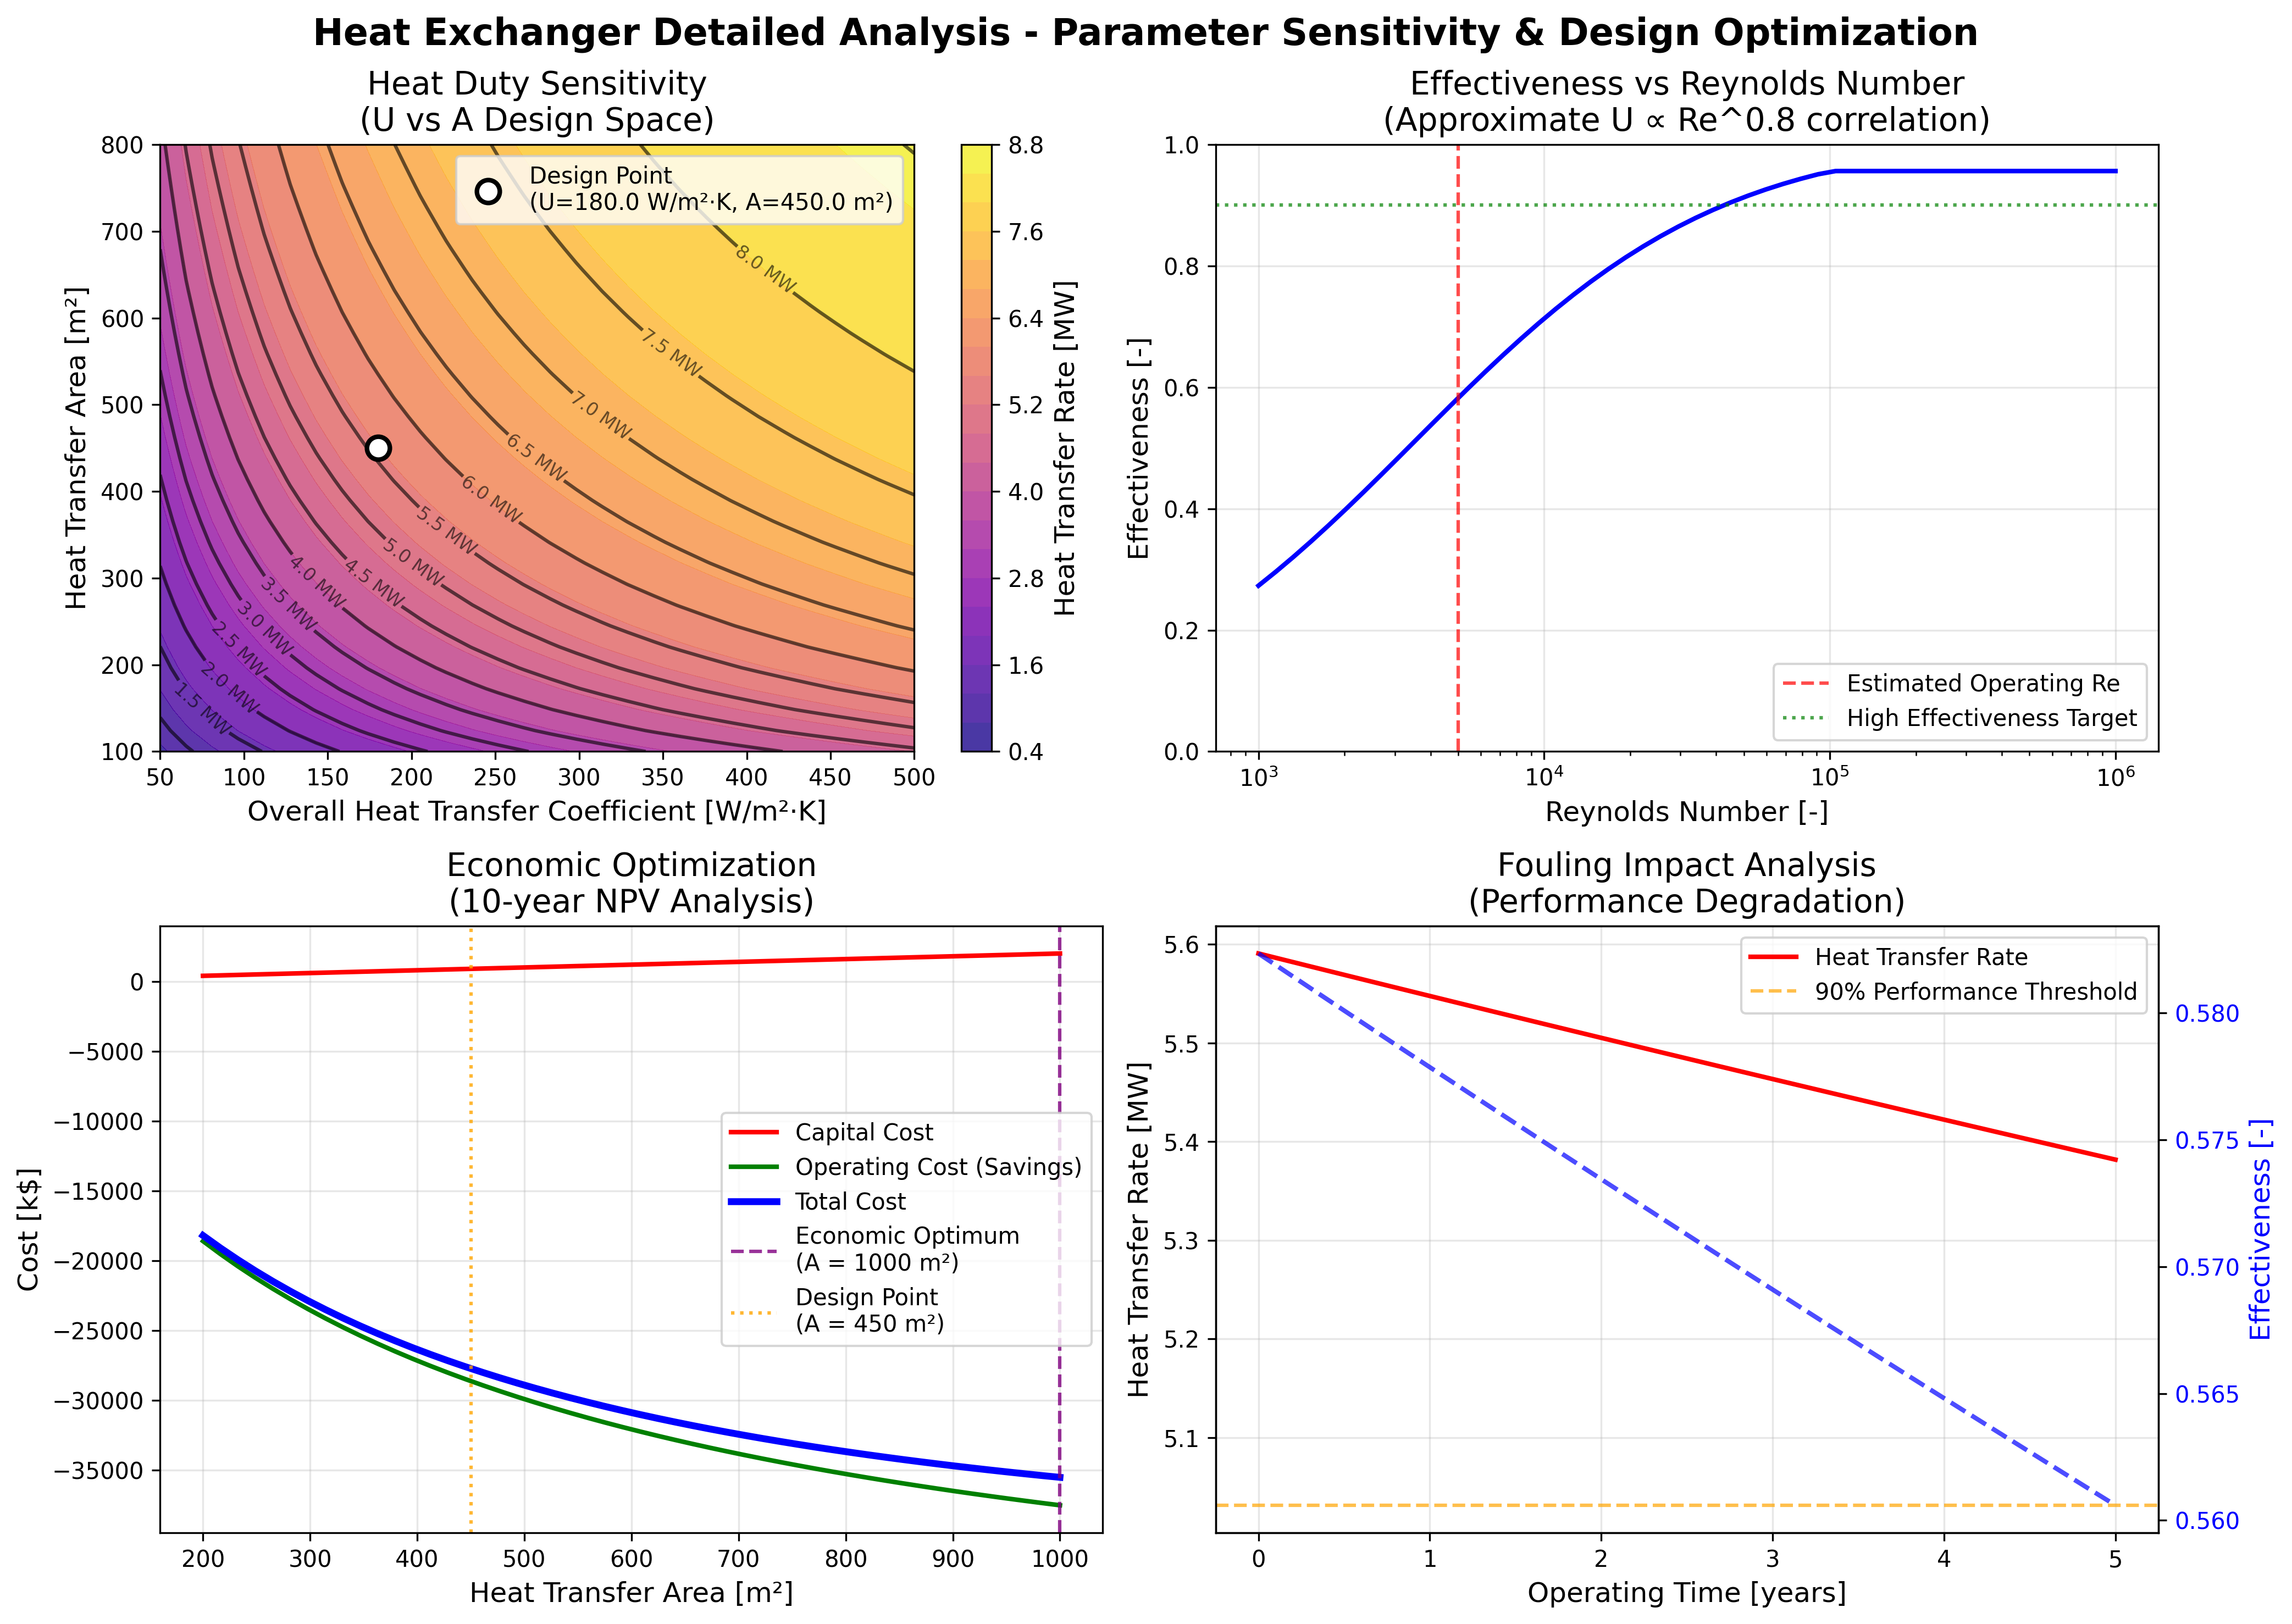 Heat Exchanger Detailed Analysis - Parameter Sensitivity & Design Optimization
Heat Duty Sensitivity
(U vs A Design Space)
800
700
600
500
400
300
200
100
Heat Transfer Area [m²]
Design Point
(U=180.0 W/m²·K, A=450.0 m²)
8.0 MW
7.5 MW
7.0 MW
6.5 MW
6.0 MW
5.5 MW
5.0 MW
4.5 MW
4.0 MW
3.5 MW
3.0 MW
2.5 MW
2.0 MW
1.5 MW
50 100 150 200 250 300 350 400 450 500
Overall Heat Transfer Coefficient [W/m²·K]
8.8
7.6
6.4
5.2
4.0
2.8
1.6
0.4
Heat Transfer Rate [MW]
Effectiveness vs Reynolds Number
(Approximate U ∝ Re^0.8 correlation)
1.0
0.8
0.6
0.4
0.2
0.0
Effectiveness [-]
Estimated Operating Re
High Effectiveness Target
10³ 10⁴ 10⁵ 10⁶
Reynolds Number [-]
Economic Optimization
(10-year NPV Analysis)
0
−5000
−10000
−15000
−20000
−25000
−30000
−35000
Cost [k$]
Capital Cost
Operating Cost (Savings)
Total Cost
Economic Optimum
(A = 1000 m²)
Design Point
(A = 450 m²)
200 300 400 500 600 700 800 900 1000
Heat Transfer Area [m²]
Fouling Impact Analysis
(Performance Degradation)
5.6
5.5
5.4
5.3
5.2
5.1
Heat Transfer Rate [MW]
Heat Transfer Rate
90% Performance Threshold
0.580
0.575
0.570
0.565
0.560
Effectiveness [-]
0 1 2 3 4 5
Operating Time [years]